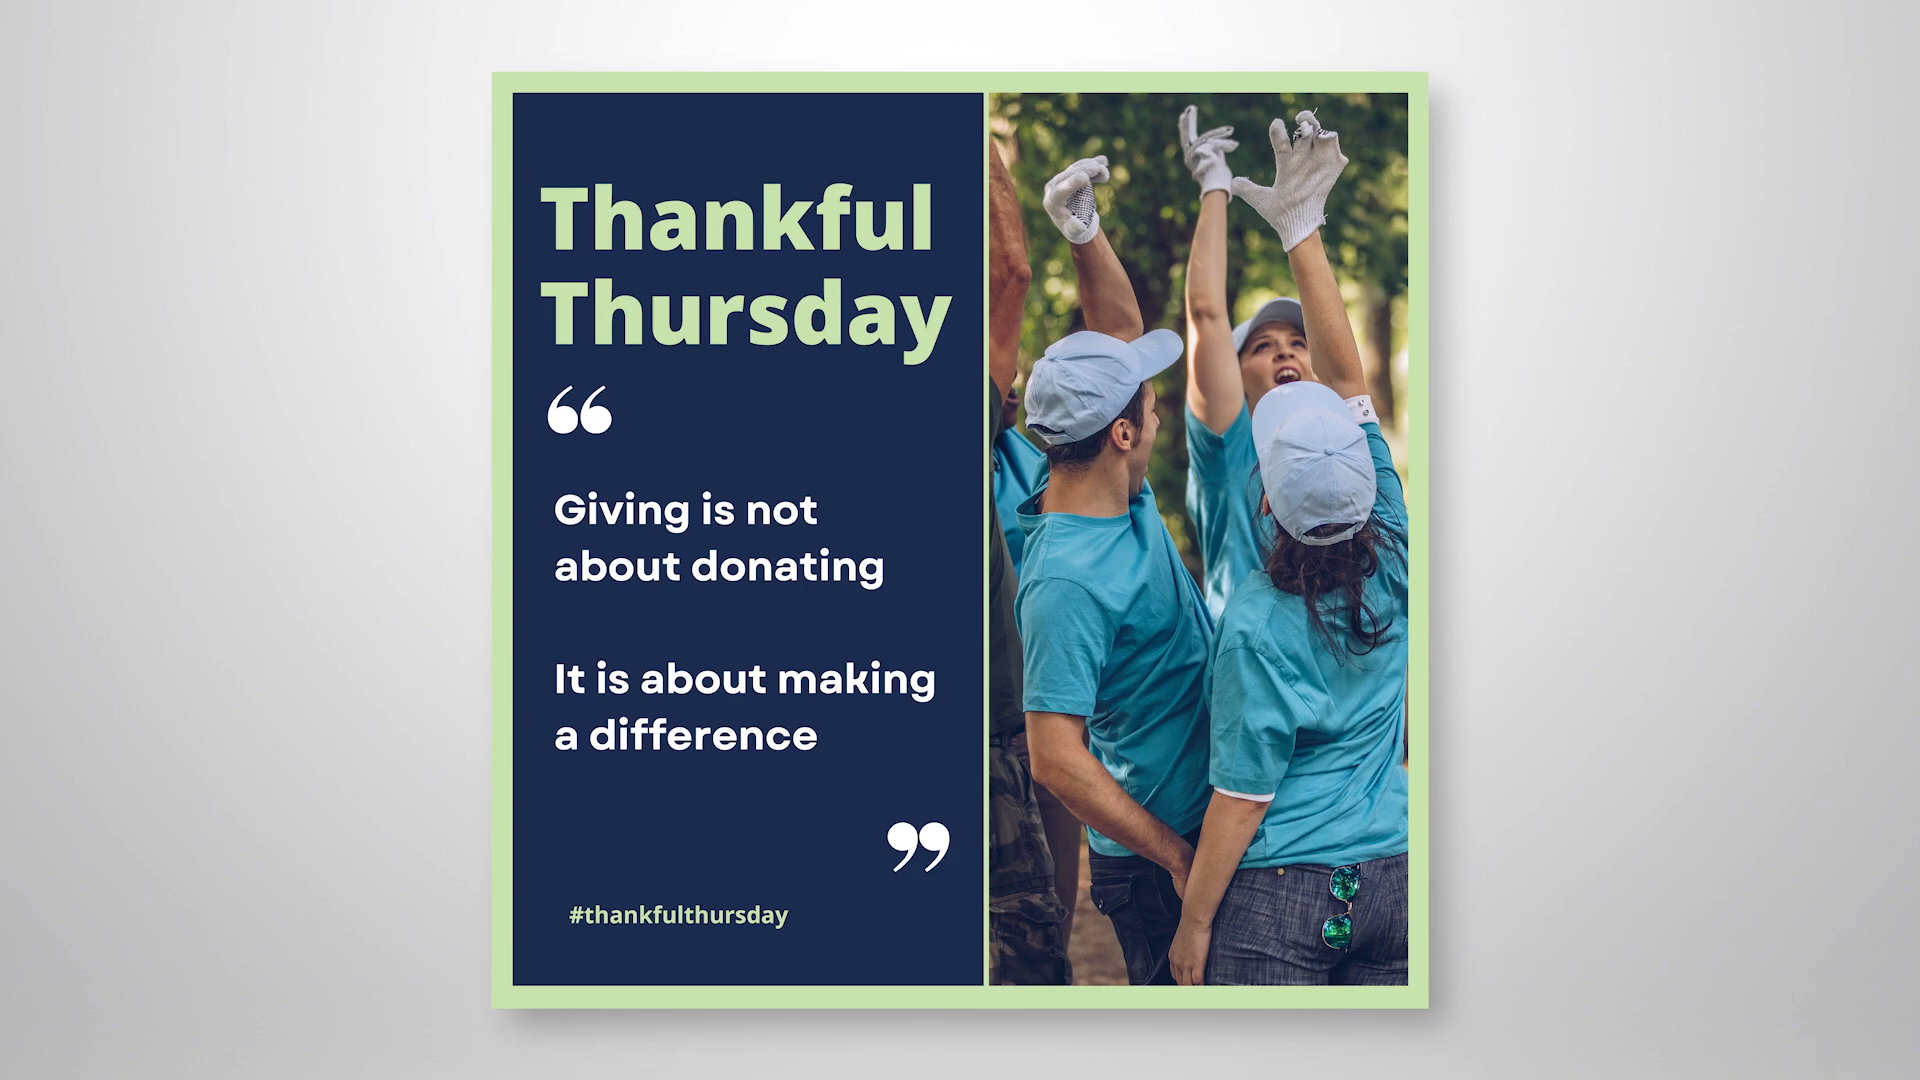 Thankful
Thursday
“
Giving is not
about donating
It is about making
a difference
”
#thankfulthursday